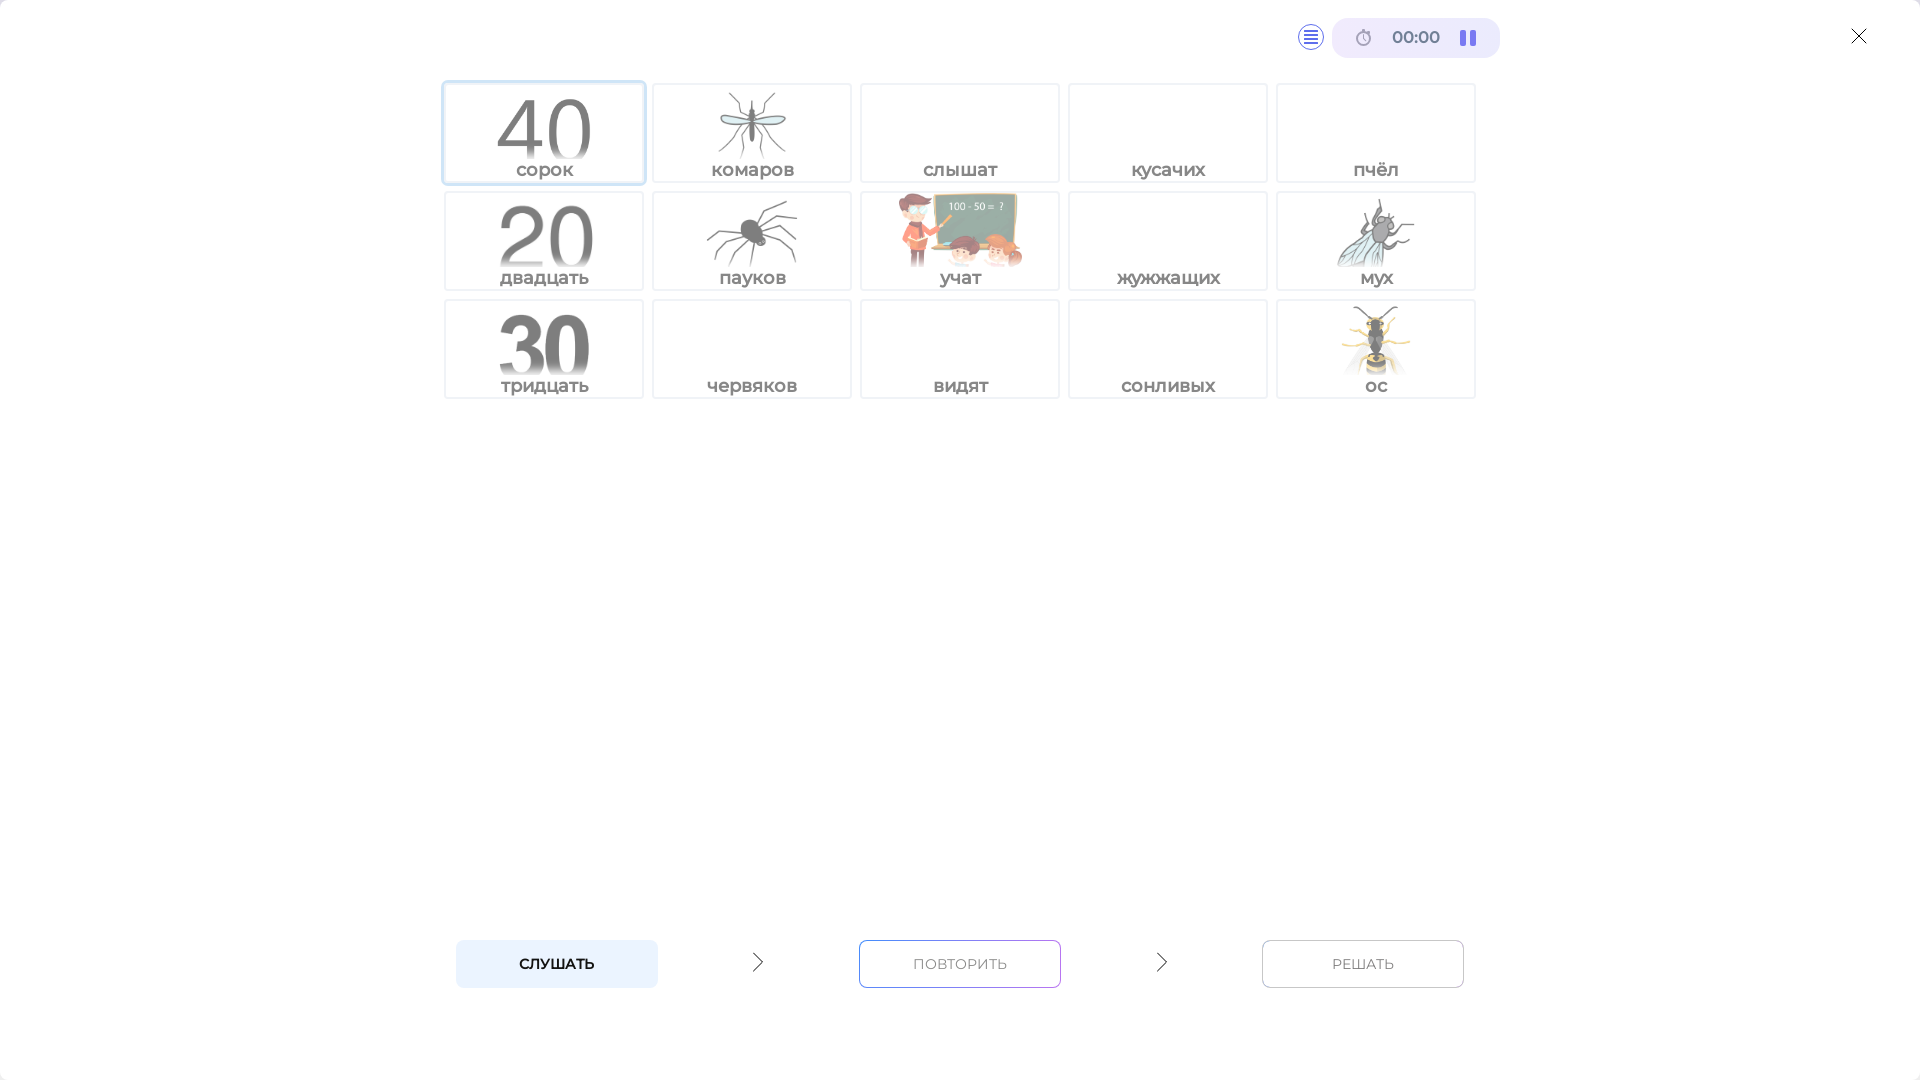 00:00
40
сорок
комаров
слышат
кусачих
пчёл
20
двадцать
пауков
100 - 50 = ?
учат
жужжащих
мух
30
тридцать
червяков
видят
сонливых
ос
СЛУШАТЬ
ПОВТОРИТЬ
РЕШАТЬ